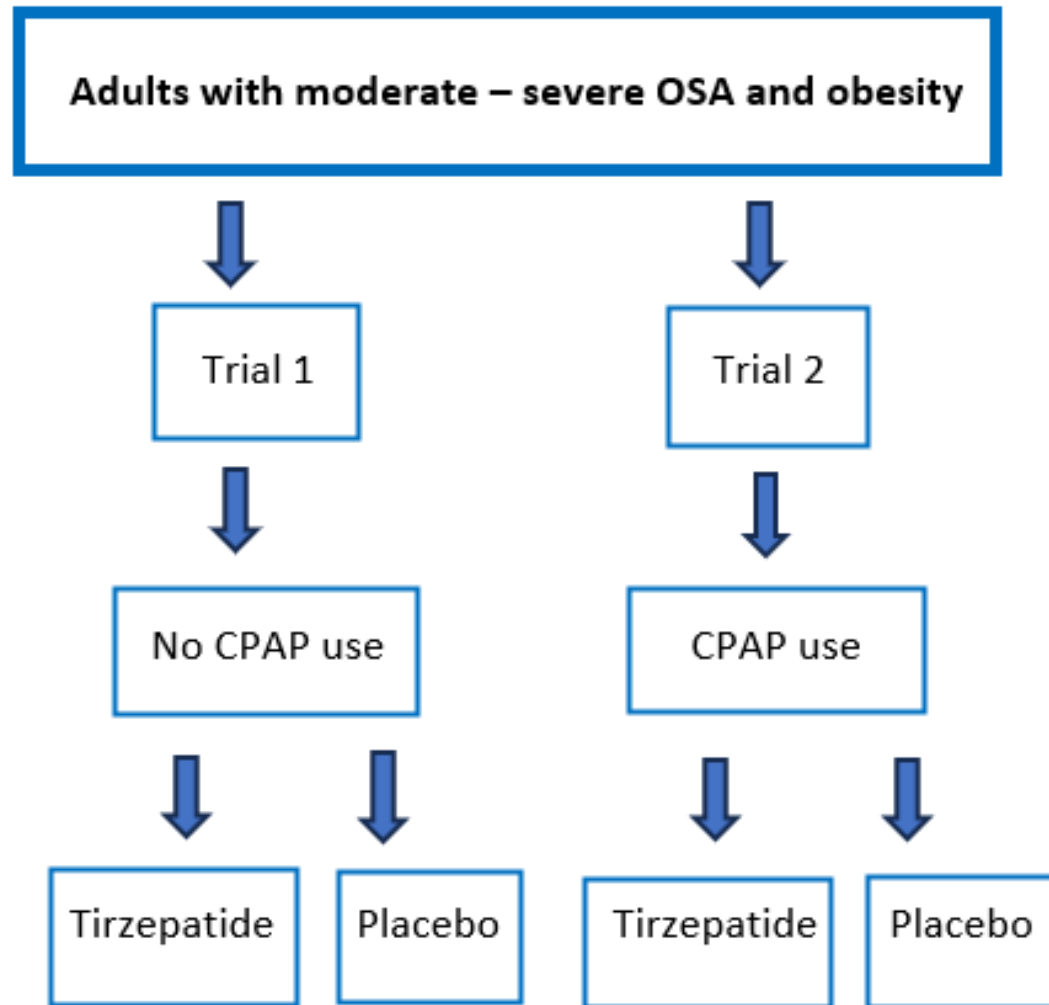 Adults with moderate – severe OSA and obesity
Trial 1
Trial 2
No CPAP use
CPAP use
Tirzepatide
Placebo
Tirzepatide
Placebo